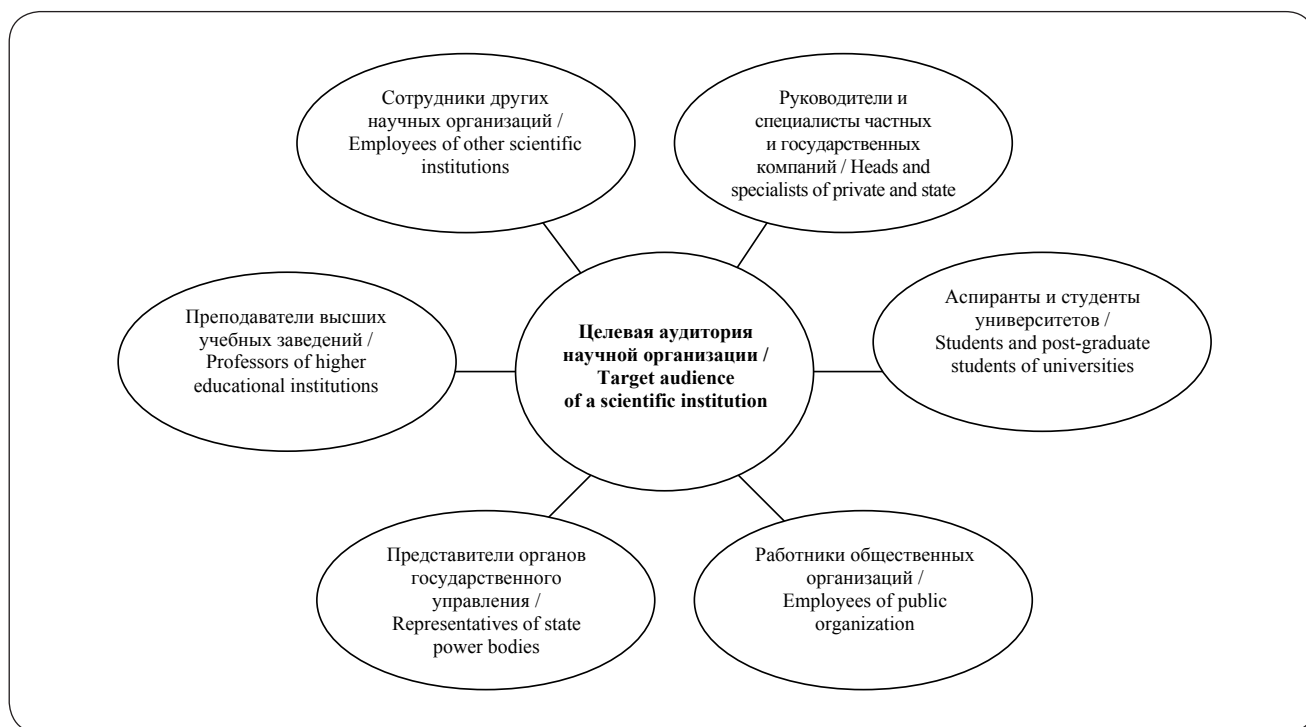 Сотрудники других
научных организаций /
Employees of other scientific
institutions
Руководители и
специалисты частных
и государственных
компаний / Heads and
specialists of private and state
Преподаватели высших
учебных заведений /
Professors of higher
educational institutions
Целевая аудитория
научной организации /
Target audience
of a scientific institution
Аспиранты и студенты
университетов /
Students and post-graduate
students of universities
Представители органов
государственного
управления /
Representatives of state
power bodies
Работники общественных
организаций /
Employees of public
organization